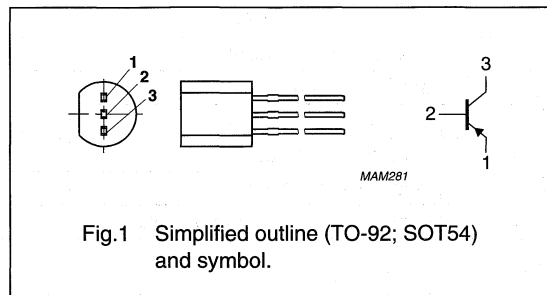 1
2
3
3
2
1
MAM281
Fig.1 Simplified outline (TO-92; SOT54)
and symbol.